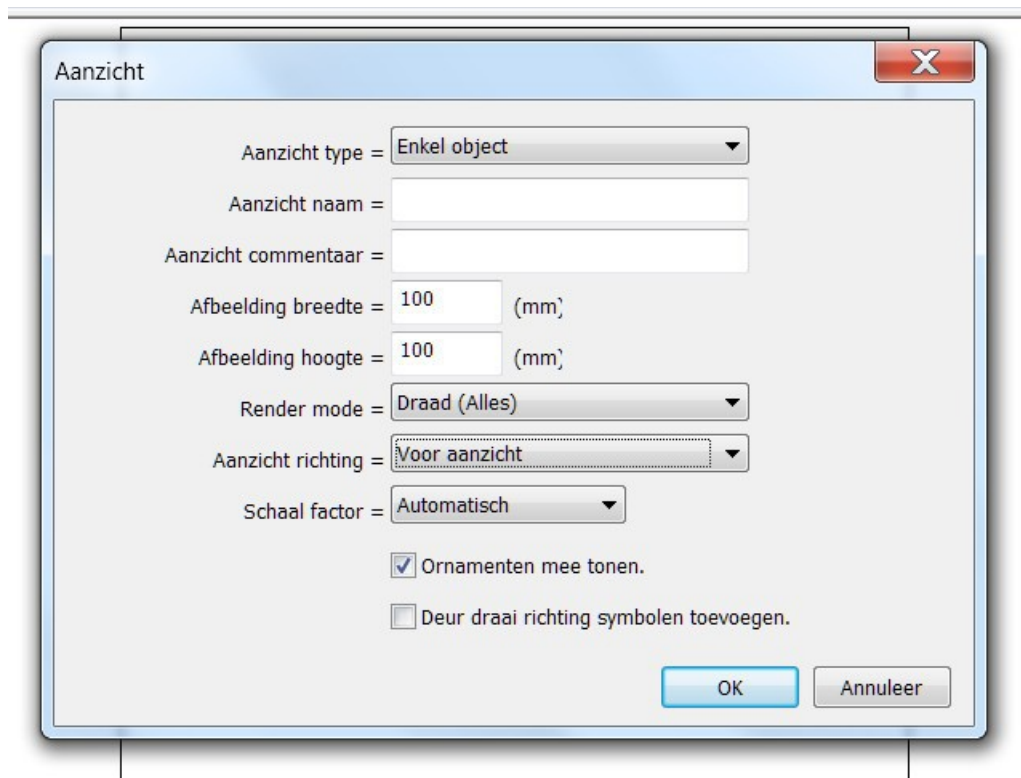 Aanzicht
Aanzicht type = Enkel object
Aanzicht naam =
Aanzicht commentaar =
Afbeelding breedte = 100 (mm)
Afbeelding hoogte = 100 (mm)
Render mode = Draad (Alles)
Aanzicht richting = Voor aanzicht
Schaal factor = Automatisch
Ornamenten mee tonen.
Deur draai richting symbolen toevoegen.
OK Annuleer